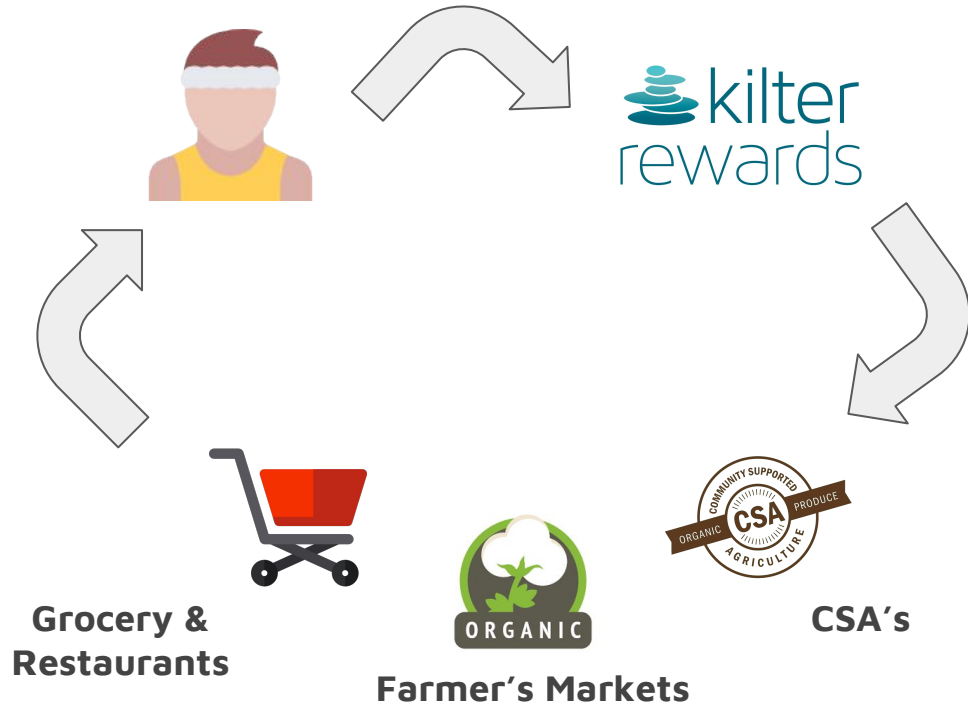 kilter
rewards
COMMUNITY SUPPORTED
ORGANIC CSA PRODUCE
AGRICULTURE
ORGANIC
Grocery &
Restaurants
CSA’s
Farmer’s Markets